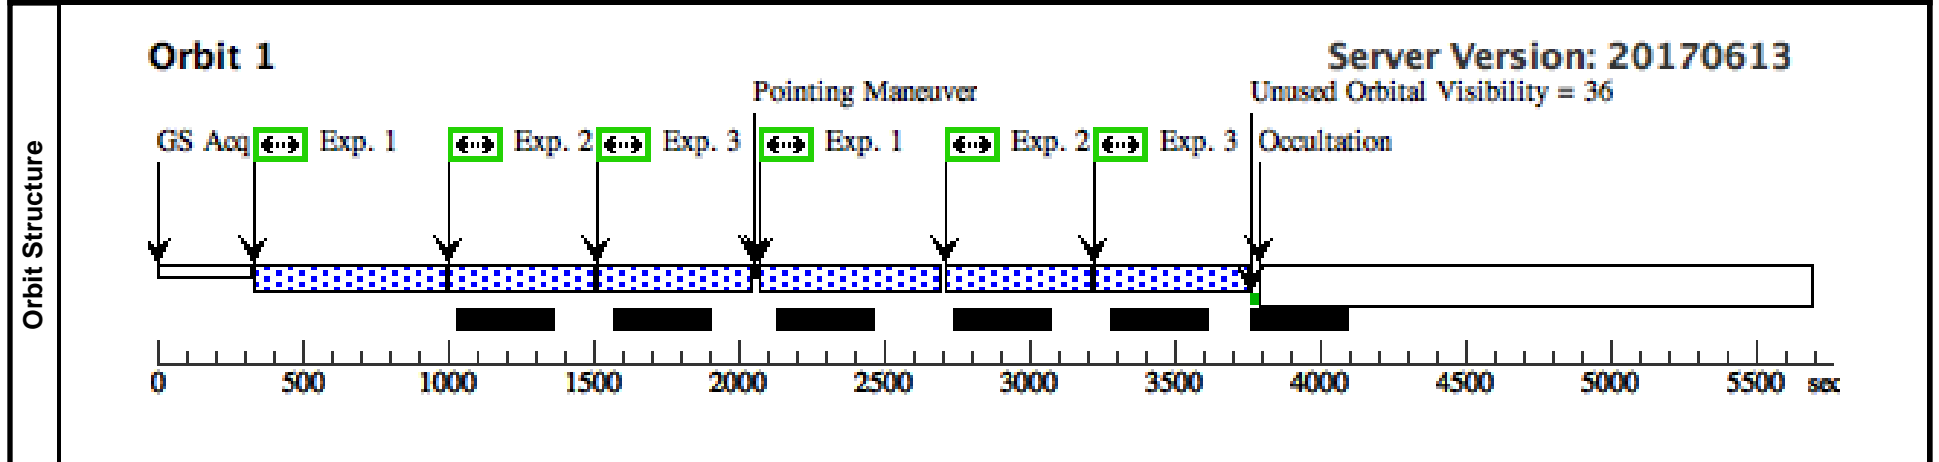 Orbit Structure
Orbit 1
Server Version: 20170613
Pointing Maneuver
Unused Orbital Visibility = 36
GS Acq Exp. 1 Exp. 2 Exp. 3 Exp. 1 Exp. 2 Exp. 3 Occultation
0 500 1000 1500 2000 2500 3000 3500 4000 4500 5000 5500 sec